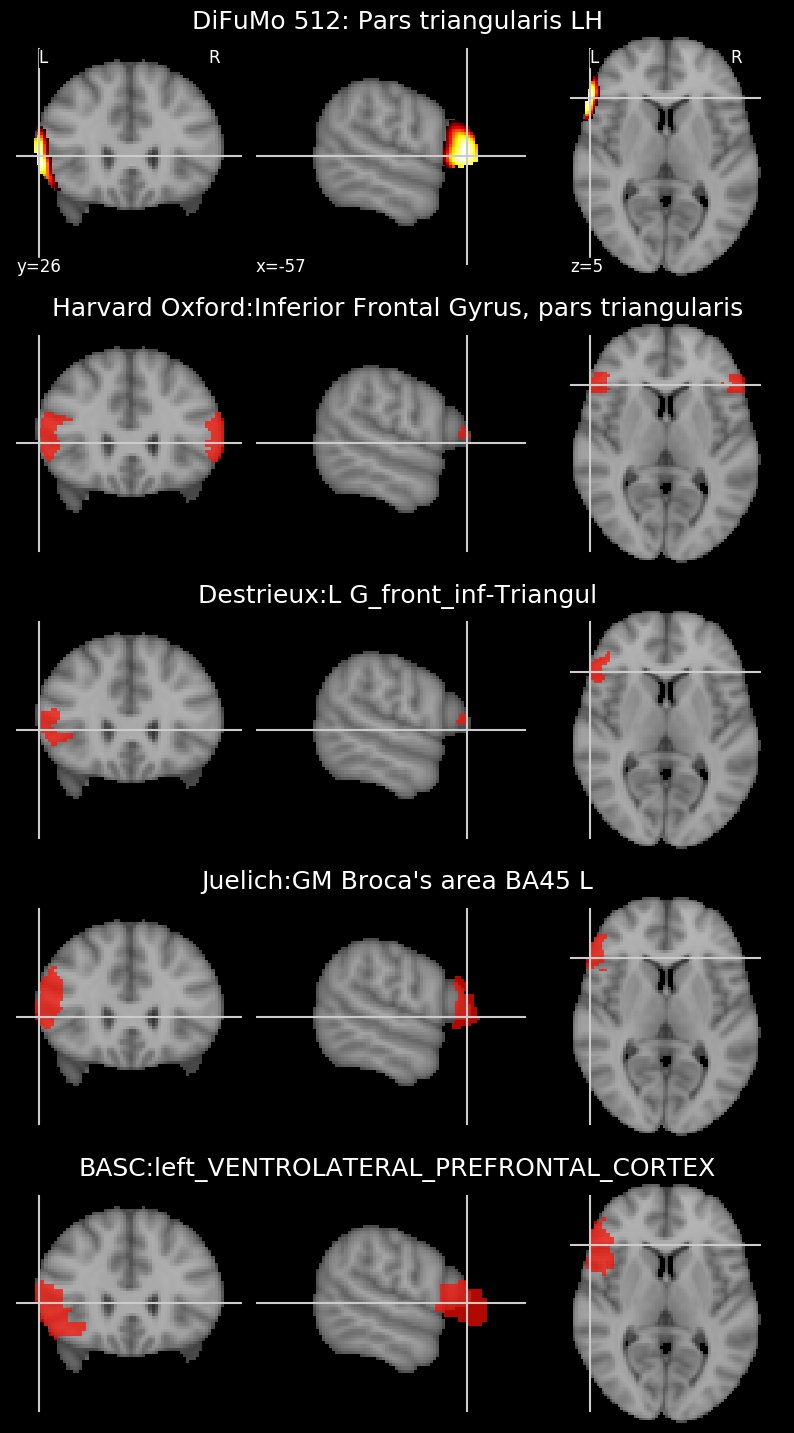 DiFuMo 512: Pars triangularis LH
L R L R
y=26 x=-57 z=5
Harvard Oxford:Inferior Frontal Gyrus, pars triangularis
Destrieux:L G_front_inf-Triangul
Juelich:GM Broca's area BA45 L
BASC:left_VENTROLATERAL_PREFRONTAL_CORTEX